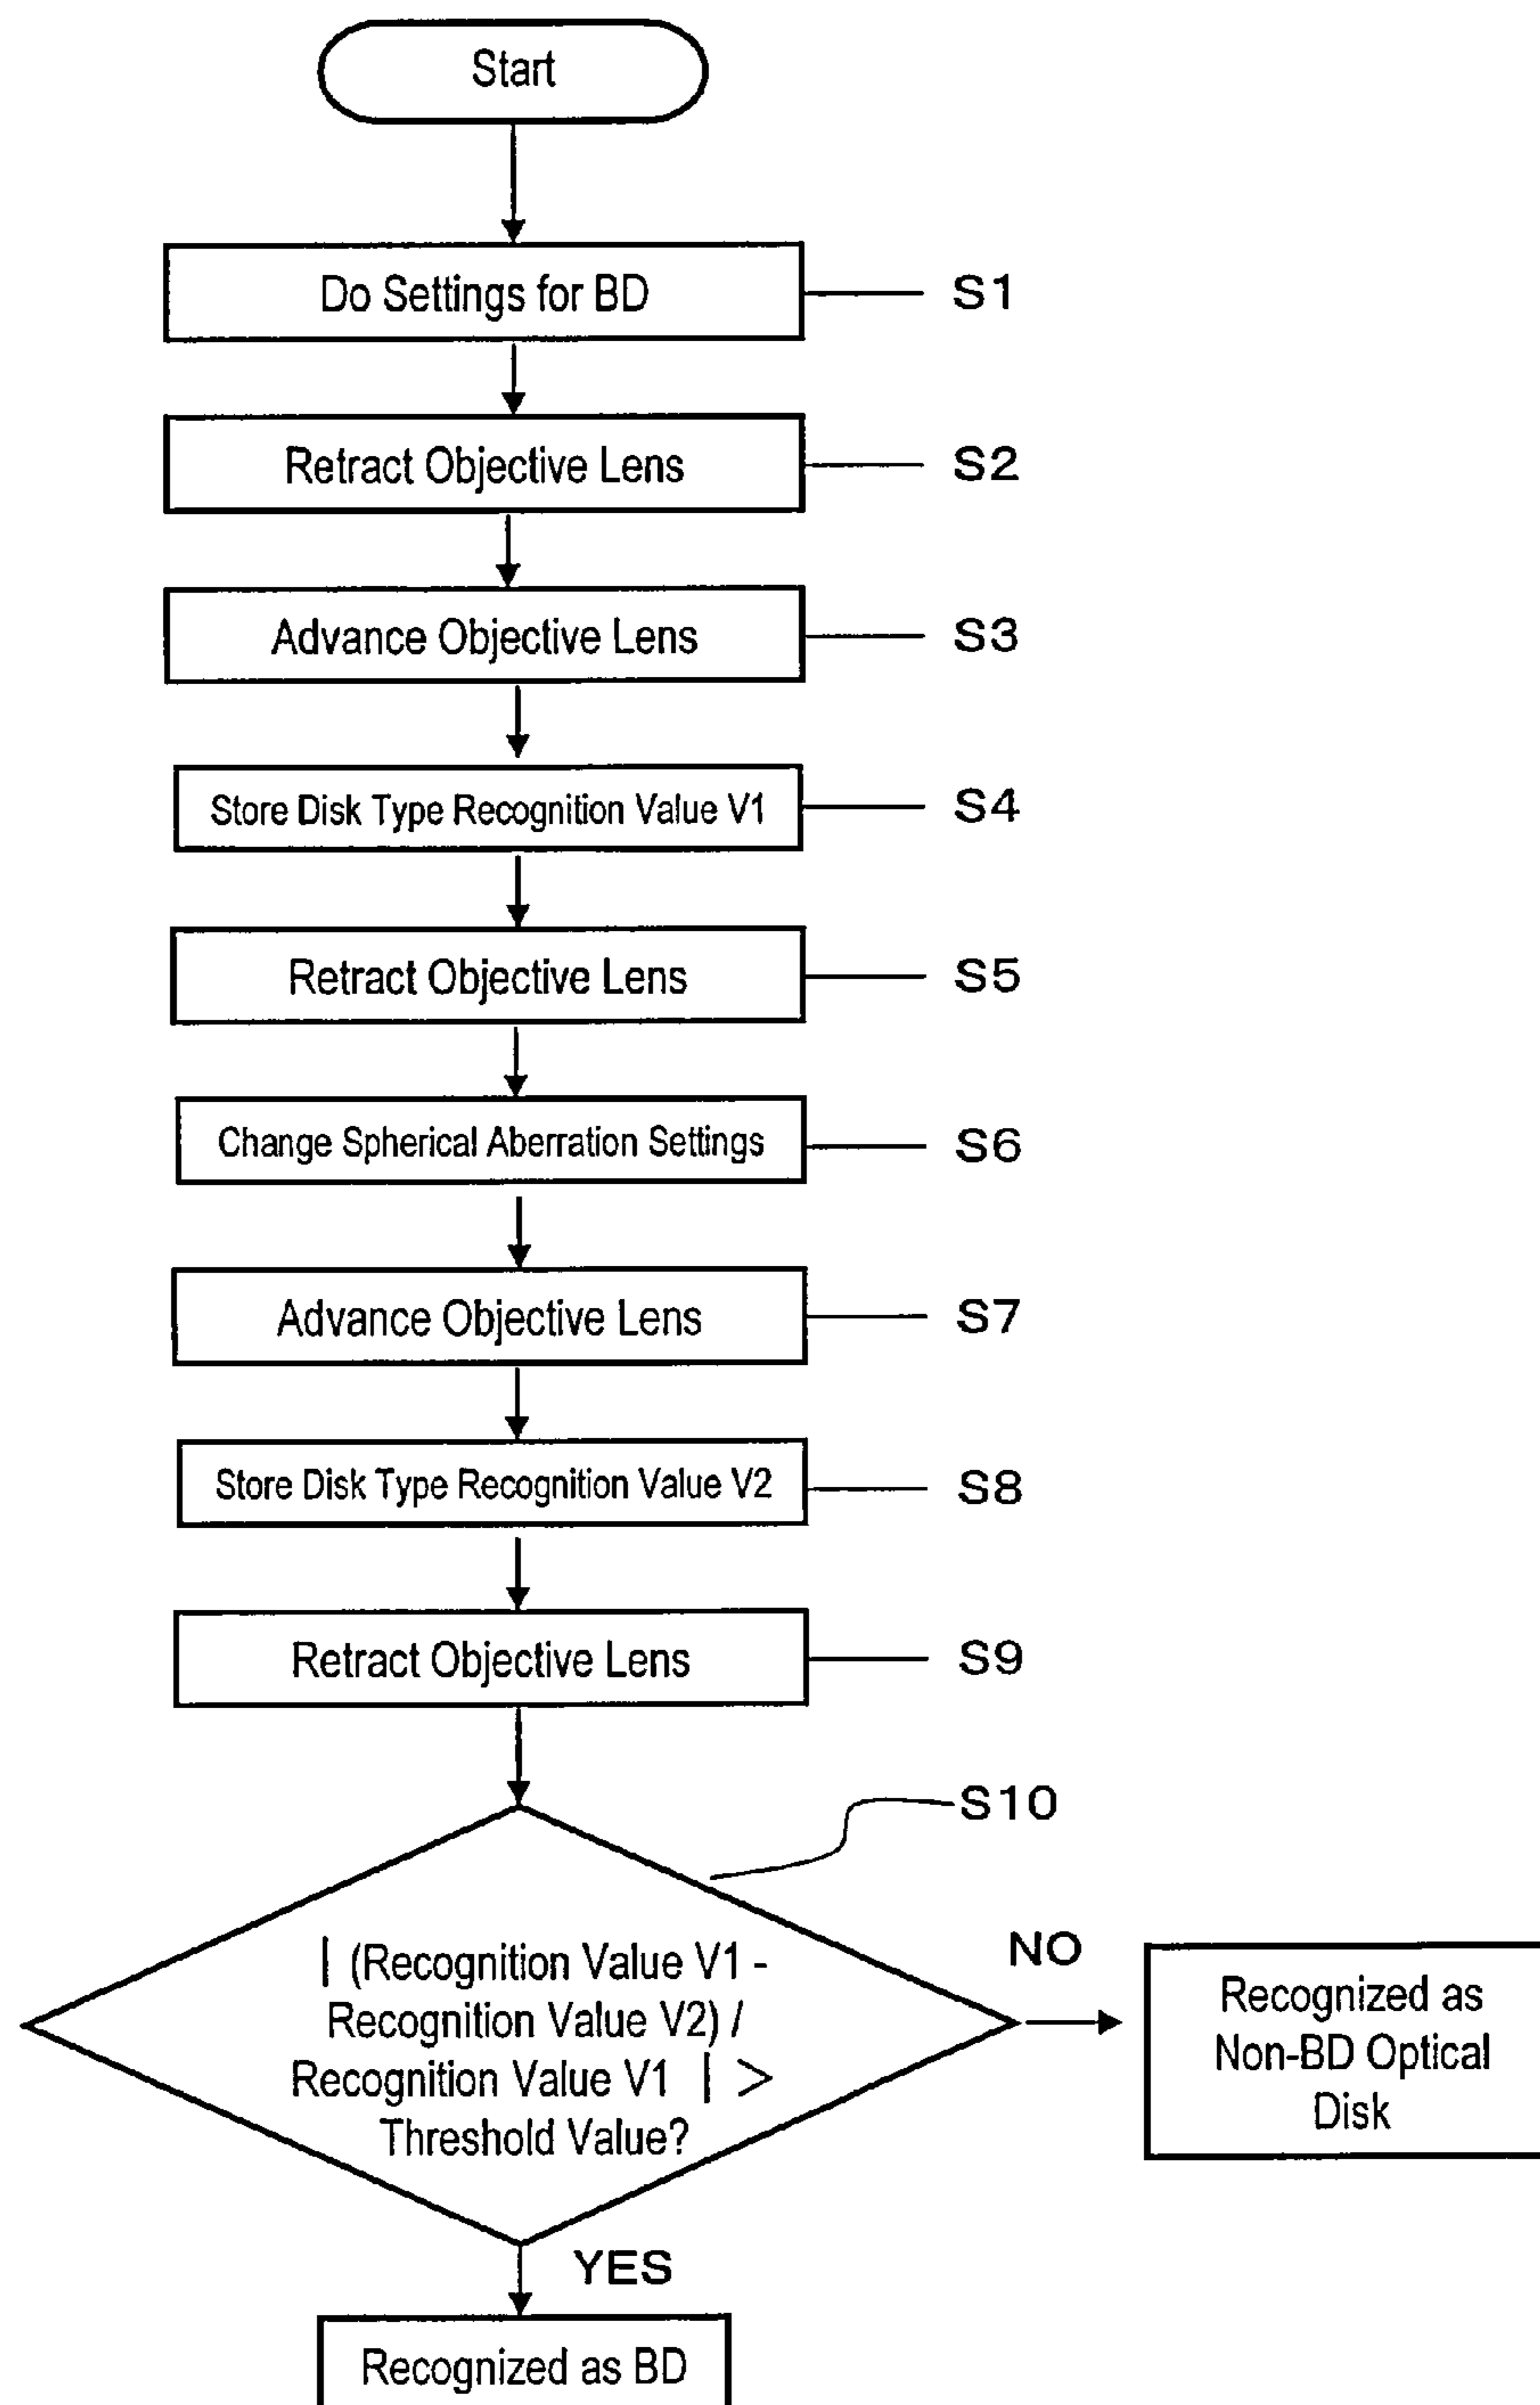 Start
Do Settings for BD
S1
Retract Objective Lens
S2
Advance Objective Lens
S3
Store Disk Type Recognition Value V1
S4
Retract Objective Lens
S5
Change Spherical Aberration Settings
S6
Advance Objective Lens
S7
Store Disk Type Recognition Value V2
S8
Retract Objective Lens
S9
S10
| (Recognition Value V1 -
Recognition Value V2) /
Recognition Value V1 | >
Threshold Value?
NO
Recognized as
Non-BD Optical
Disk
YES
Recognized as BD